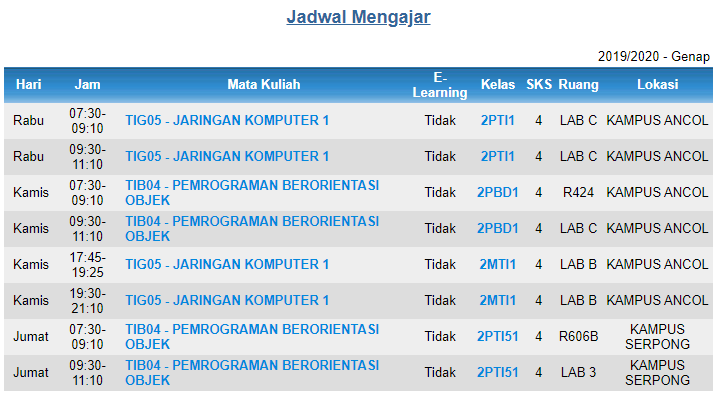 Jadwal Mengajar
2019/2020 - Genap
Hari Jam Mata Kuliah E-Learning Kelas SKS Ruang Lokasi
Rabu 07:30-09:10 TIG05 - JARINGAN KOMPUTER 1 Tidak 2PTI1 4 LAB C KAMPUS ANCOL
Rabu 09:30-11:10 TIG05 - JARINGAN KOMPUTER 1 Tidak 2PTI1 4 LAB C KAMPUS ANCOL
Kamis 07:30-09:10 TIB04 - PEMROGRAMAN BERORIENTASI OBJEK Tidak 2PBD1 4 R424 KAMPUS ANCOL
Kamis 09:30-11:10 TIB04 - PEMROGRAMAN BERORIENTASI OBJEK Tidak 2PBD1 4 LAB C KAMPUS ANCOL
Kamis 17:45-19:25 TIG05 - JARINGAN KOMPUTER 1 Tidak 2MTI1 4 LAB B KAMPUS ANCOL
Kamis 19:30-21:10 TIG05 - JARINGAN KOMPUTER 1 Tidak 2MTI1 4 LAB B KAMPUS ANCOL
Jumat 07:30-09:10 TIB04 - PEMROGRAMAN BERORIENTASI OBJEK Tidak 2PTI51 4 R606B KAMPUS SERPONG
Jumat 09:30-11:10 TIB04 - PEMROGRAMAN BERORIENTASI OBJEK Tidak 2PTI51 4 LAB 3 KAMPUS SERPONG